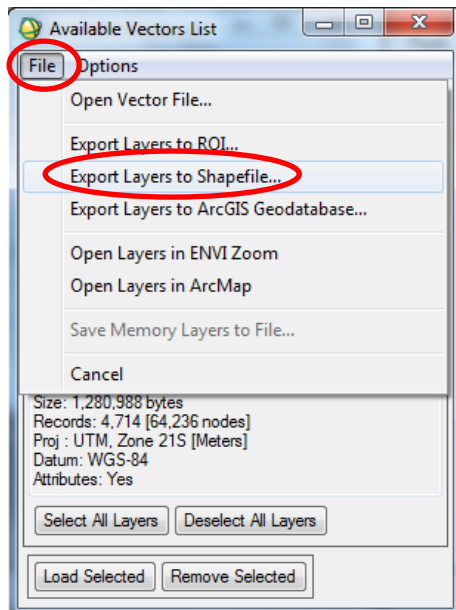 Available Vectors List
File Options
Open Vector File...
Export Layers to ROI...
Export Layers to Shapefile...
Export Layers to ArcGIS Geodatabase...
Open Layers in ENVI Zoom
Open Layers in ArcMap
Save Memory Layers to File...
Cancel
Size: 1,280,988 bytes
Records: 4,714 [64,236 nodes]
Proj : UTM, Zone 21S [Meters]
Datum: WGS-84
Attributes: Yes
Select All Layers Deselect All Layers
Load Selected Remove Selected